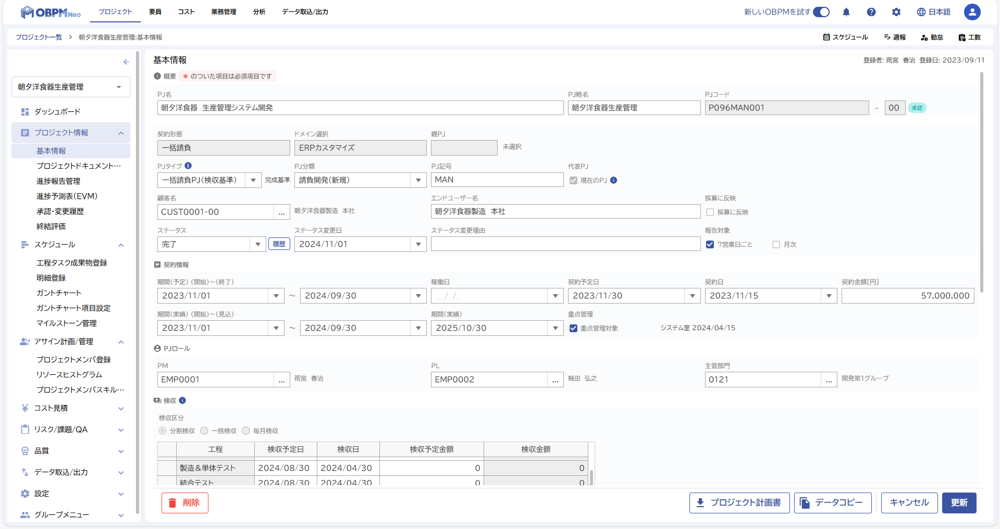 OBPM Neo
プロジェクト 要員 コスト 業務管理 分析 データ取込/出力
新しいOBPMを試す 日本語
プロジェクト一覧 > 朝夕洋食器生産管理:基本情報
スケジュール 週報 勤怠 工数
朝夕洋食器生産管理
ダッシュボード
プロジェクト情報
基本情報
プロジェクトドキュメント…
進捗報告管理
進捗予測表(EVM)
承認・変更履歴
終結評価
スケジュール
工程タスク成果物登録
明細登録
ガントチャート
ガントチャート項目設定
マイルストーン管理
アサイン計画/管理
プロジェクトメンバ登録
リソースヒストグラム
プロジェクトメンバスキル…
コスト見積
リスク/課題/QA
品質
データ取込/出力
設定
グループメニュー
基本情報
登録者: 雨宮 春治 登録日: 2023/09/11
概要 * のついた項目は必須項目です
PJ名 PJ略名 PJコード
朝夕洋食器 生産管理システム開発 朝夕洋食器生産管理 P096MAN001 - 00 承認
契約形態 ドメイン選択 親PJ
一括請負 ERPカスタマイズ 未選択
PJタイプ PJ分類 PJ記号 代表PJ
一括請負PJ(検収基準) 完成基準 請負開発(新規) MAN 現在のPJ
顧客名 エンドユーザー名 採算に反映
CUST0001-00 ... 朝夕洋食器製造 本社 朝夕洋食器製造 本社 採算に反映
ステータス ステータス変更日 ステータス変更理由 報告対象
完了 履歴 2024/11/01 7営業日ごと 月次
契約情報
期間(予定) (開始)～(終了) 稼働日 契約予定日 契約日 契約金額[円]
2023/11/01 ～ 2024/09/30 __/_/_ 2023/11/30 2023/11/15 57,000,000
期間(実績) (開始)～(見込) 期間(実績) 重点管理
2023/11/01 ～ 2024/09/30 2025/10/30 重点管理対象 システム室 2024/04/15
PJロール
PM PL 主管部門
EMP0001 ... 雨宮 春治 EMP0002 ... 梅田 弘之 0121 ... 開発第1グループ
検収
検収区分
分割検収 一括検収 毎月検収
工程 検収予定日 検収日 検収予定金額 検収金額
製造＆単体テスト 2024/08/30 2024/04/30 0 0
結合テスト 2024/08/30 2024/04/30 0 0
削除 プロジェクト計画書 データコピー キャンセル 更新